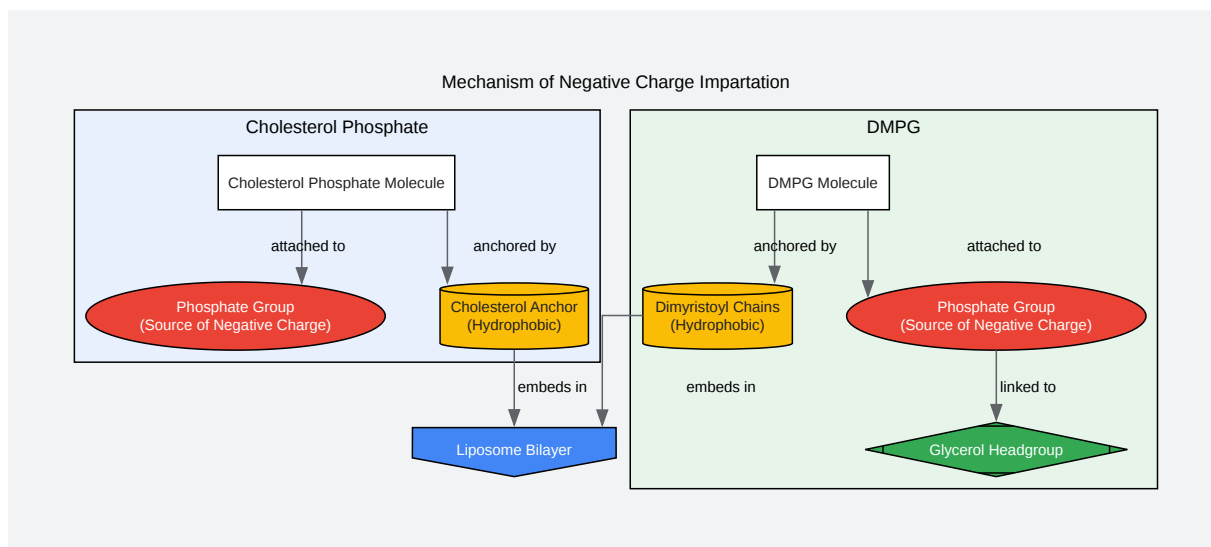 Mechanism of Negative Charge Impartation
Cholesterol Phosphate
Cholesterol Phosphate Molecule
attached to
anchored by
Phosphate Group
(Source of Negative Charge)
Cholesterol Anchor
(Hydrophobic)
embeds in
Liposome Bilayer
DMPG
DMPG Molecule
anchored by
attached to
Dimyristoyl Chains
(Hydrophobic)
Phosphate Group
(Source of Negative Charge)
embeds in
linked to
Glycerol Headgroup